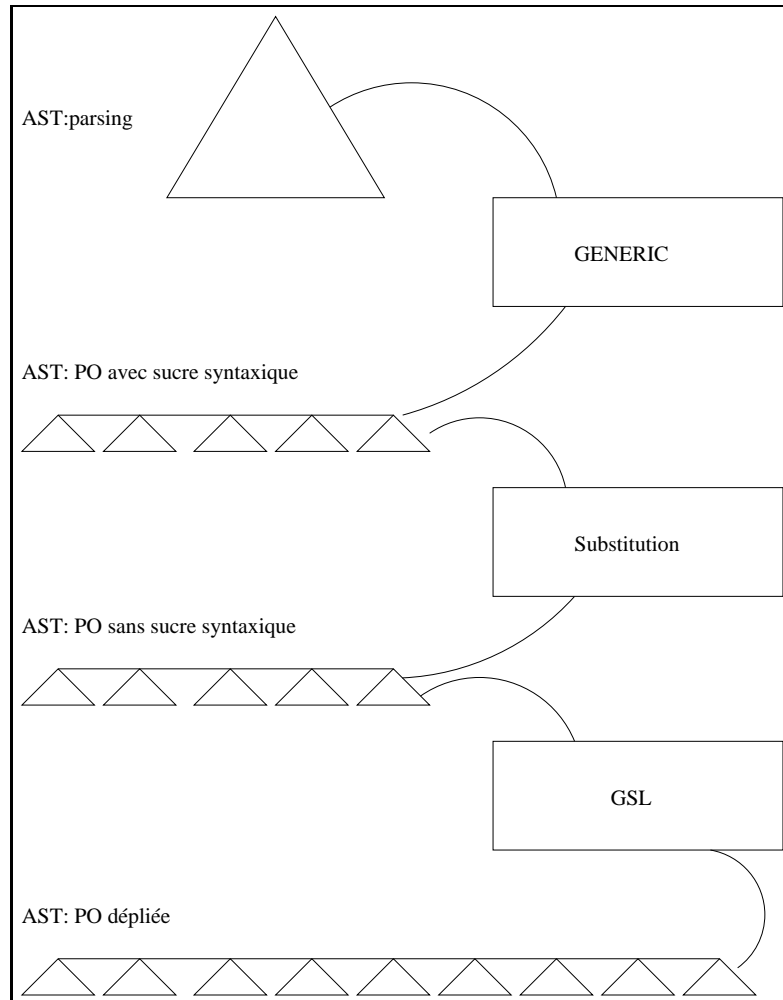 AST:parsing
GENERIC
AST: PO avec sucre syntaxique
Substitution
AST: PO sans sucre syntaxique
GSL
AST: PO dépliée